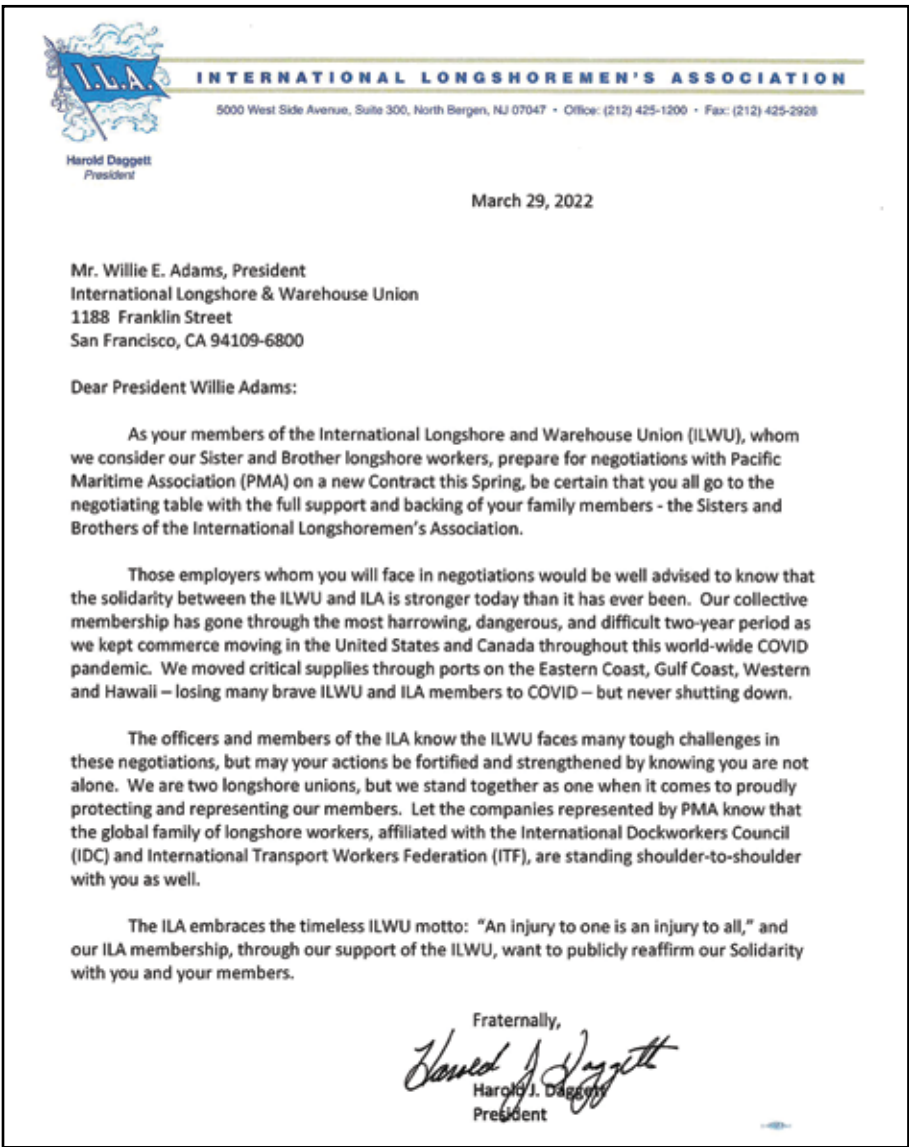 I.L.A.
INTERNATIONAL LONGSHOREMEN'S ASSOCIATION
5000 West Side Avenue, Suite 300, North Bergen, NJ 07047 • Office: (212) 425-1200 • Fax: (212) 425-2928
Harold Daggett
President
March 29, 2022
Mr. Willie E. Adams, President
International Longshore & Warehouse Union
1188 Franklin Street
San Francisco, CA 94109-6800
Dear President Willie Adams:
As your members of the International Longshore and Warehouse Union (ILWU), whom
we consider our Sister and Brother longshore workers, prepare for negotiations with Pacific
Maritime Association (PMA) on a new Contract this Spring, be certain that you all go to the
negotiating table with the full support and backing of your family members - the Sisters and
Brothers of the International Longshoremen's Association.
Those employers whom you will face in negotiations would be well advised to know that
the solidarity between the ILWU and ILA is stronger today than it has ever been. Our collective
membership has gone through the most harrowing, dangerous, and difficult two-year period as
we kept commerce moving in the United States and Canada throughout this world-wide COVID
pandemic. We moved critical supplies through ports on the Eastern Coast, Gulf Coast, Western
and Hawaii – losing many brave ILWU and ILA members to COVID – but never shutting down.
The officers and members of the ILA know the ILWU faces many tough challenges in
these negotiations, but may your actions be fortified and strengthened by knowing you are not
alone. We are two longshore unions, but we stand together as one when it comes to proudly
protecting and representing our members. Let the companies represented by PMA know that
the global family of longshore workers, affiliated with the International Dockworkers Council
(IDC) and International Transport Workers Federation (ITF), are standing shoulder-to-shoulder
with you as well.
The ILA embraces the timeless ILWU motto: "An injury to one is an injury to all," and
our ILA membership, through our support of the ILWU, want to publicly reaffirm our Solidarity
with you and your members.
Fraternally,
Harold J Daggett
Harold J. Daggett
President